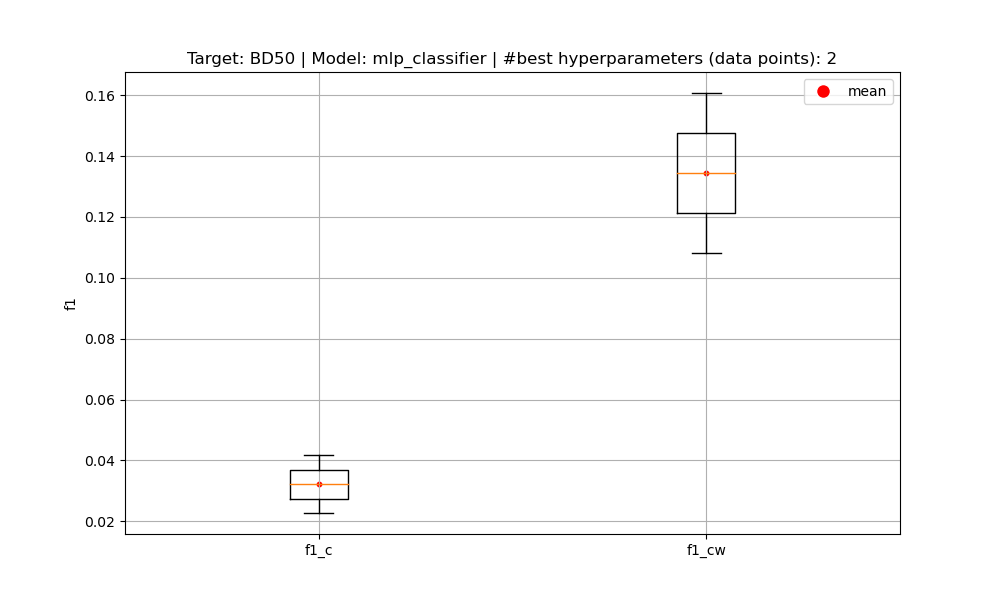 Target: BD50 | Model: mlp_classifier | #best hyperparameters (data points): 2
mean
0.16
0.14
0.12
0.10
0.08
0.06
0.04
0.02
f1
f1_c
f1_cw